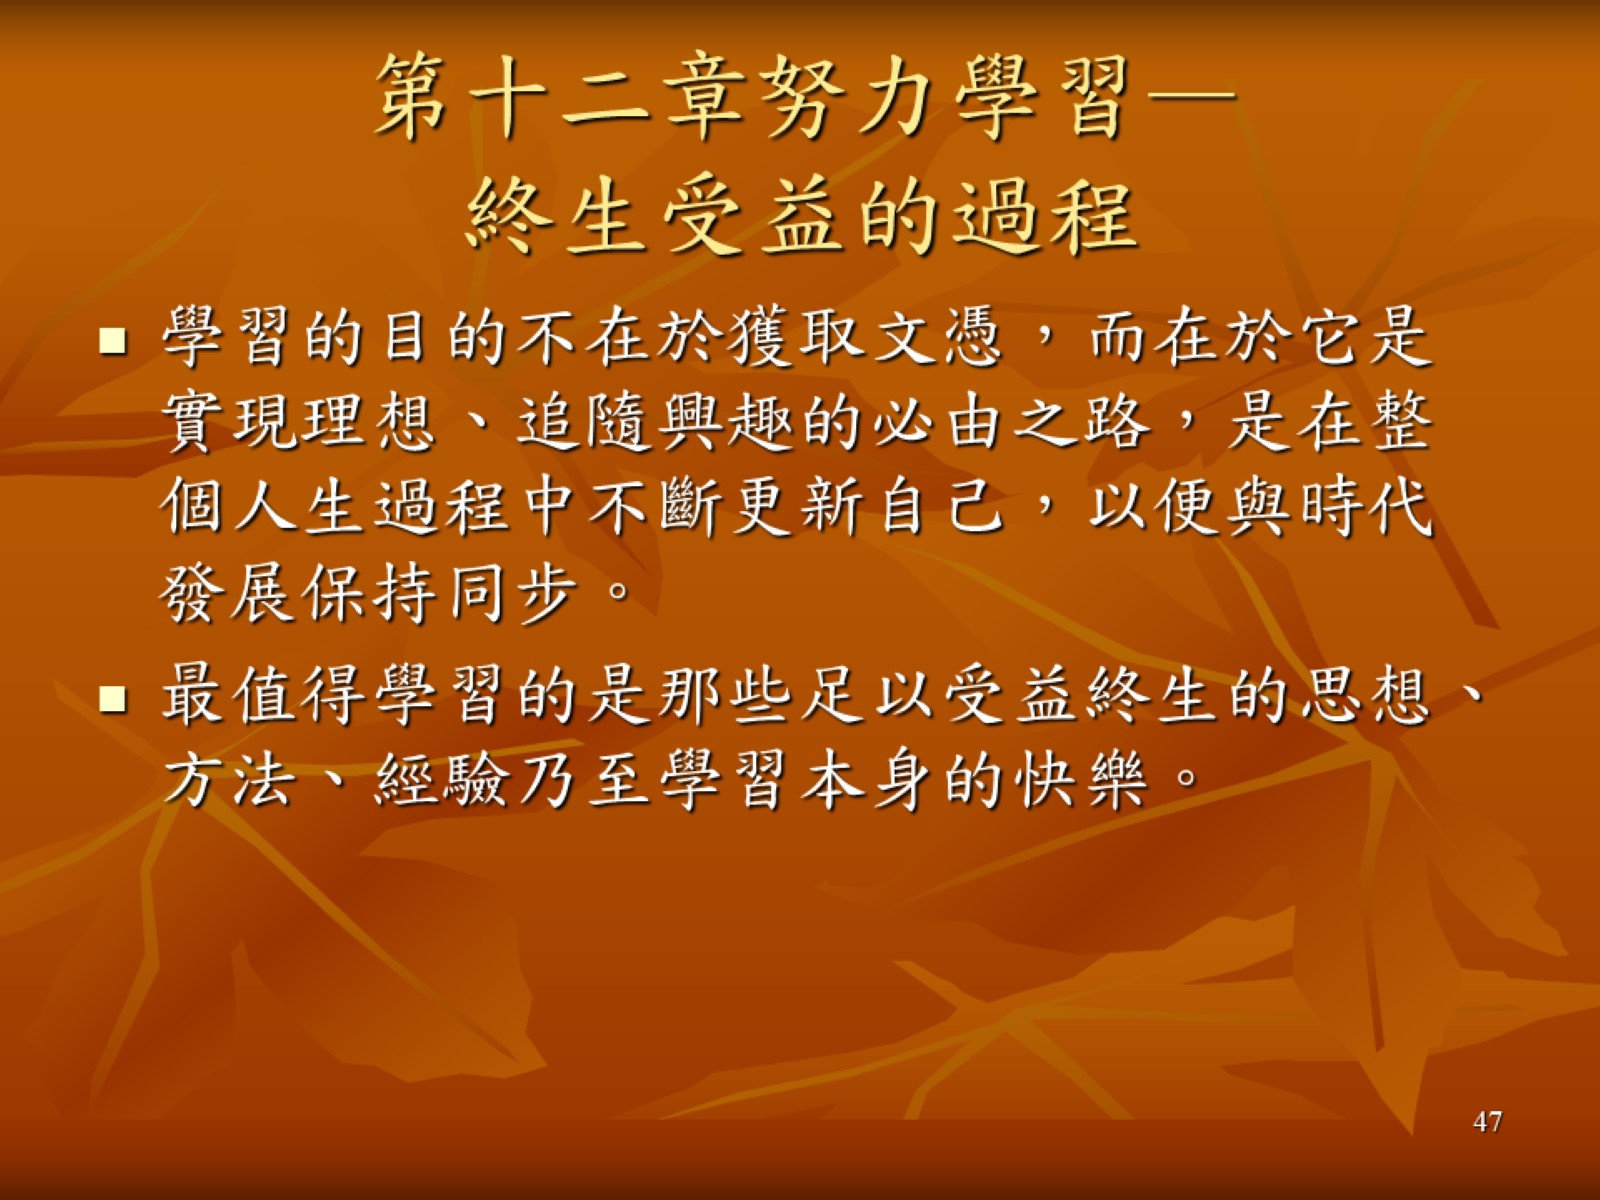 第十二章努力學習—
終生受益的過程
■ 學習的目的不在於獲取文憑，而在於它是
實現理想、追隨興趣的必由之路，是在整
個人生過程中不斷更新自己，以便與時代
發展保持同步。
■ 最值得學習的是那些足以受益終生的思想、
方法、經驗乃至學習本身的快樂。
47